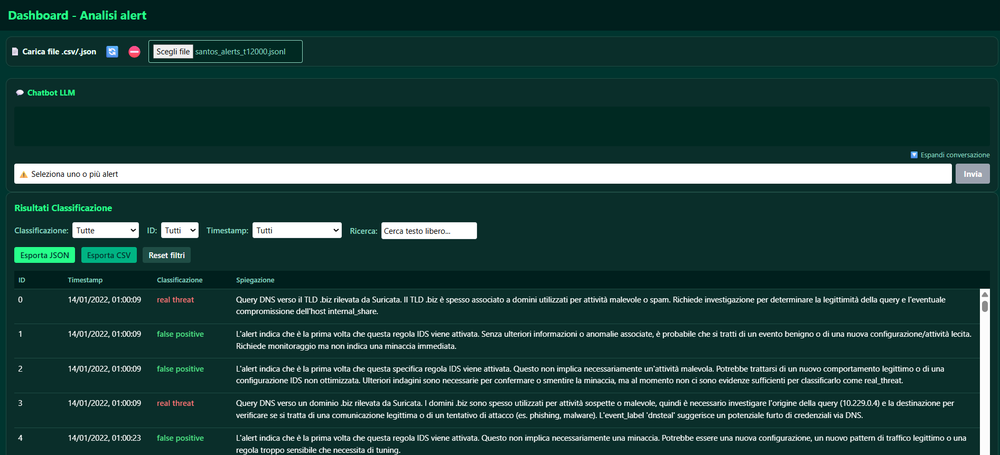 Dashboard - Analisi alert
Carica file .csv/.json
Scegli file santos_alerts_t12000.jsonl
Chatbot LLM
Espandi conversazione
Seleziona uno o più alert
Invia
Risultati Classificazione
Classificazione: Tutte ID: Tutti Timestamp: Tutti Ricerca: Cerca testo libero...
Esporta JSON Esporta CSV Reset filtri
ID Timestamp Classificazione Spiegazione
0 14/01/2022, 01:00:09 real threat Query DNS verso il TLD .biz rilevata da Suricata. Il TLD .biz è spesso associato a domini utilizzati per attività malevole o spam. Richiede investigazione per determinare la legittimità della query e l'eventuale
compromissione dell'host internal_share.
1 14/01/2022, 01:00:09 false positive L'alert indica che è la prima volta che questa regola IDS viene attivata. Senza ulteriori informazioni o anomalie associate, è probabile che si tratti di un evento benigno o di una nuova configurazione/attività lecita.
Richiede monitoraggio ma non indica una minaccia immediata.
2 14/01/2022, 01:00:09 false positive L'alert indica che è la prima volta che questa specifica regola IDS viene attivata. Questo non implica necessariamente un'attività malevola. Potrebbe trattarsi di un nuovo comportamento legittimo o di una
configurazione IDS non ottimizzata. Ulteriori indagini sono necessarie per confermare o smentire la minaccia, ma al momento non ci sono evidenze sufficienti per classificarlo come real_threat.
3 14/01/2022, 01:00:09 real threat Query DNS verso un dominio .biz rilevata da Suricata. I domini .biz sono spesso utilizzati per attività sospette o malevole, quindi è necessario investigare l'origine della query (10.229.0.4) e la destinazione per
verificare se si tratta di una comunicazione legittima o di un tentativo di attacco (es. phishing, malware). L'event_label 'dnsteal' suggerisce un potenziale furto di credenziali via DNS.
4 14/01/2022, 01:00:23 false positive L'alert indica che è la prima volta che questa regola IDS viene attivata. Questo non implica necessariamente una minaccia. Potrebbe essere una nuova configurazione, un nuovo pattern di traffico legittimo o una
regola troppo sensibile che necessita di tuning.